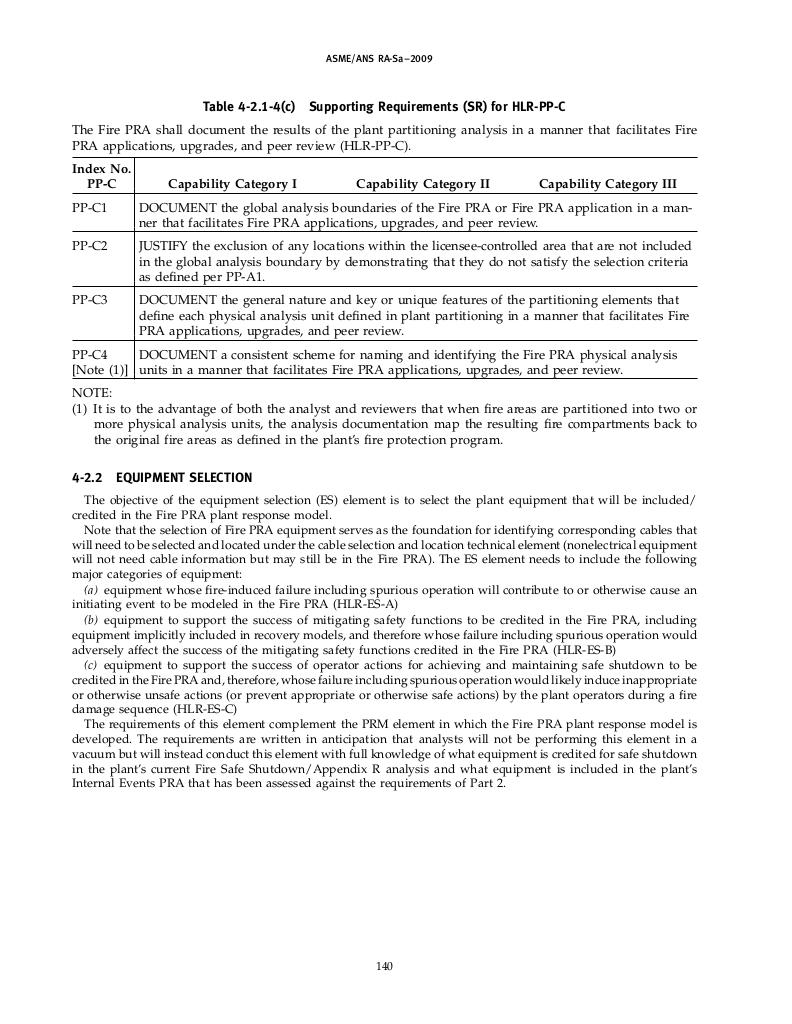 ASME/ANS RA-Sa–2009
Table 4-2.1-4(c) Supporting Requirements (SR) for HLR-PP-C
The Fire PRA shall document the results of the plant partitioning analysis in a manner that facilitates Fire
PRA applications, upgrades, and peer review (HLR-PP-C).
Index No.
PP-C Capability Category I Capability Category II Capability Category III
PP-C1 DOCUMENT the global analysis boundaries of the Fire PRA or Fire PRA application in a man-
ner that facilitates Fire PRA applications, upgrades, and peer review.
PP-C2 JUSTIFY the exclusion of any locations within the licensee-controlled area that are not included
in the global analysis boundary by demonstrating that they do not satisfy the selection criteria
as defined per PP-A1.
PP-C3 DOCUMENT the general nature and key or unique features of the partitioning elements that
define each physical analysis unit defined in plant partitioning in a manner that facilitates Fire
PRA applications, upgrades, and peer review.
PP-C4 DOCUMENT a consistent scheme for naming and identifying the Fire PRA physical analysis
[Note (1)] units in a manner that facilitates Fire PRA applications, upgrades, and peer review.
NOTE:
(1) It is to the advantage of both the analyst and reviewers that when fire areas are partitioned into two or
more physical analysis units, the analysis documentation map the resulting fire compartments back to
the original fire areas as defined in the plant's fire protection program.
4-2.2 EQUIPMENT SELECTION
The objective of the equipment selection (ES) element is to select the plant equipment that will be included/
credited in the Fire PRA plant response model.
Note that the selection of Fire PRA equipment serves as the foundation for identifying corresponding cables that
will need to be selected and located under the cable selection and location technical element (nonelectrical equipment
will not need cable information but may still be in the Fire PRA). The ES element needs to include the following
major categories of equipment:
(a) equipment whose fire-induced failure including spurious operation will contribute to or otherwise cause an
initiating event to be modeled in the Fire PRA (HLR-ES-A)
(b) equipment to support the success of mitigating safety functions to be credited in the Fire PRA, including
equipment implicitly included in recovery models, and therefore whose failure including spurious operation would
adversely affect the success of the mitigating safety functions credited in the Fire PRA (HLR-ES-B)
(c) equipment to support the success of operator actions for achieving and maintaining safe shutdown to be
credited in the Fire PRA and, therefore, whose failure including spurious operation would likely induce inappropriate
or otherwise unsafe actions (or prevent appropriate or otherwise safe actions) by the plant operators during a fire
damage sequence (HLR-ES-C)
The requirements of this element complement the PRM element in which the Fire PRA plant response model is
developed. The requirements are written in anticipation that analysts will not be performing this element in a
vacuum but will instead conduct this element with full knowledge of what equipment is credited for safe shutdown
in the plant's current Fire Safe Shutdown/Appendix R analysis and what equipment is included in the plant's
Internal Events PRA that has been assessed against the requirements of Part 2.
140